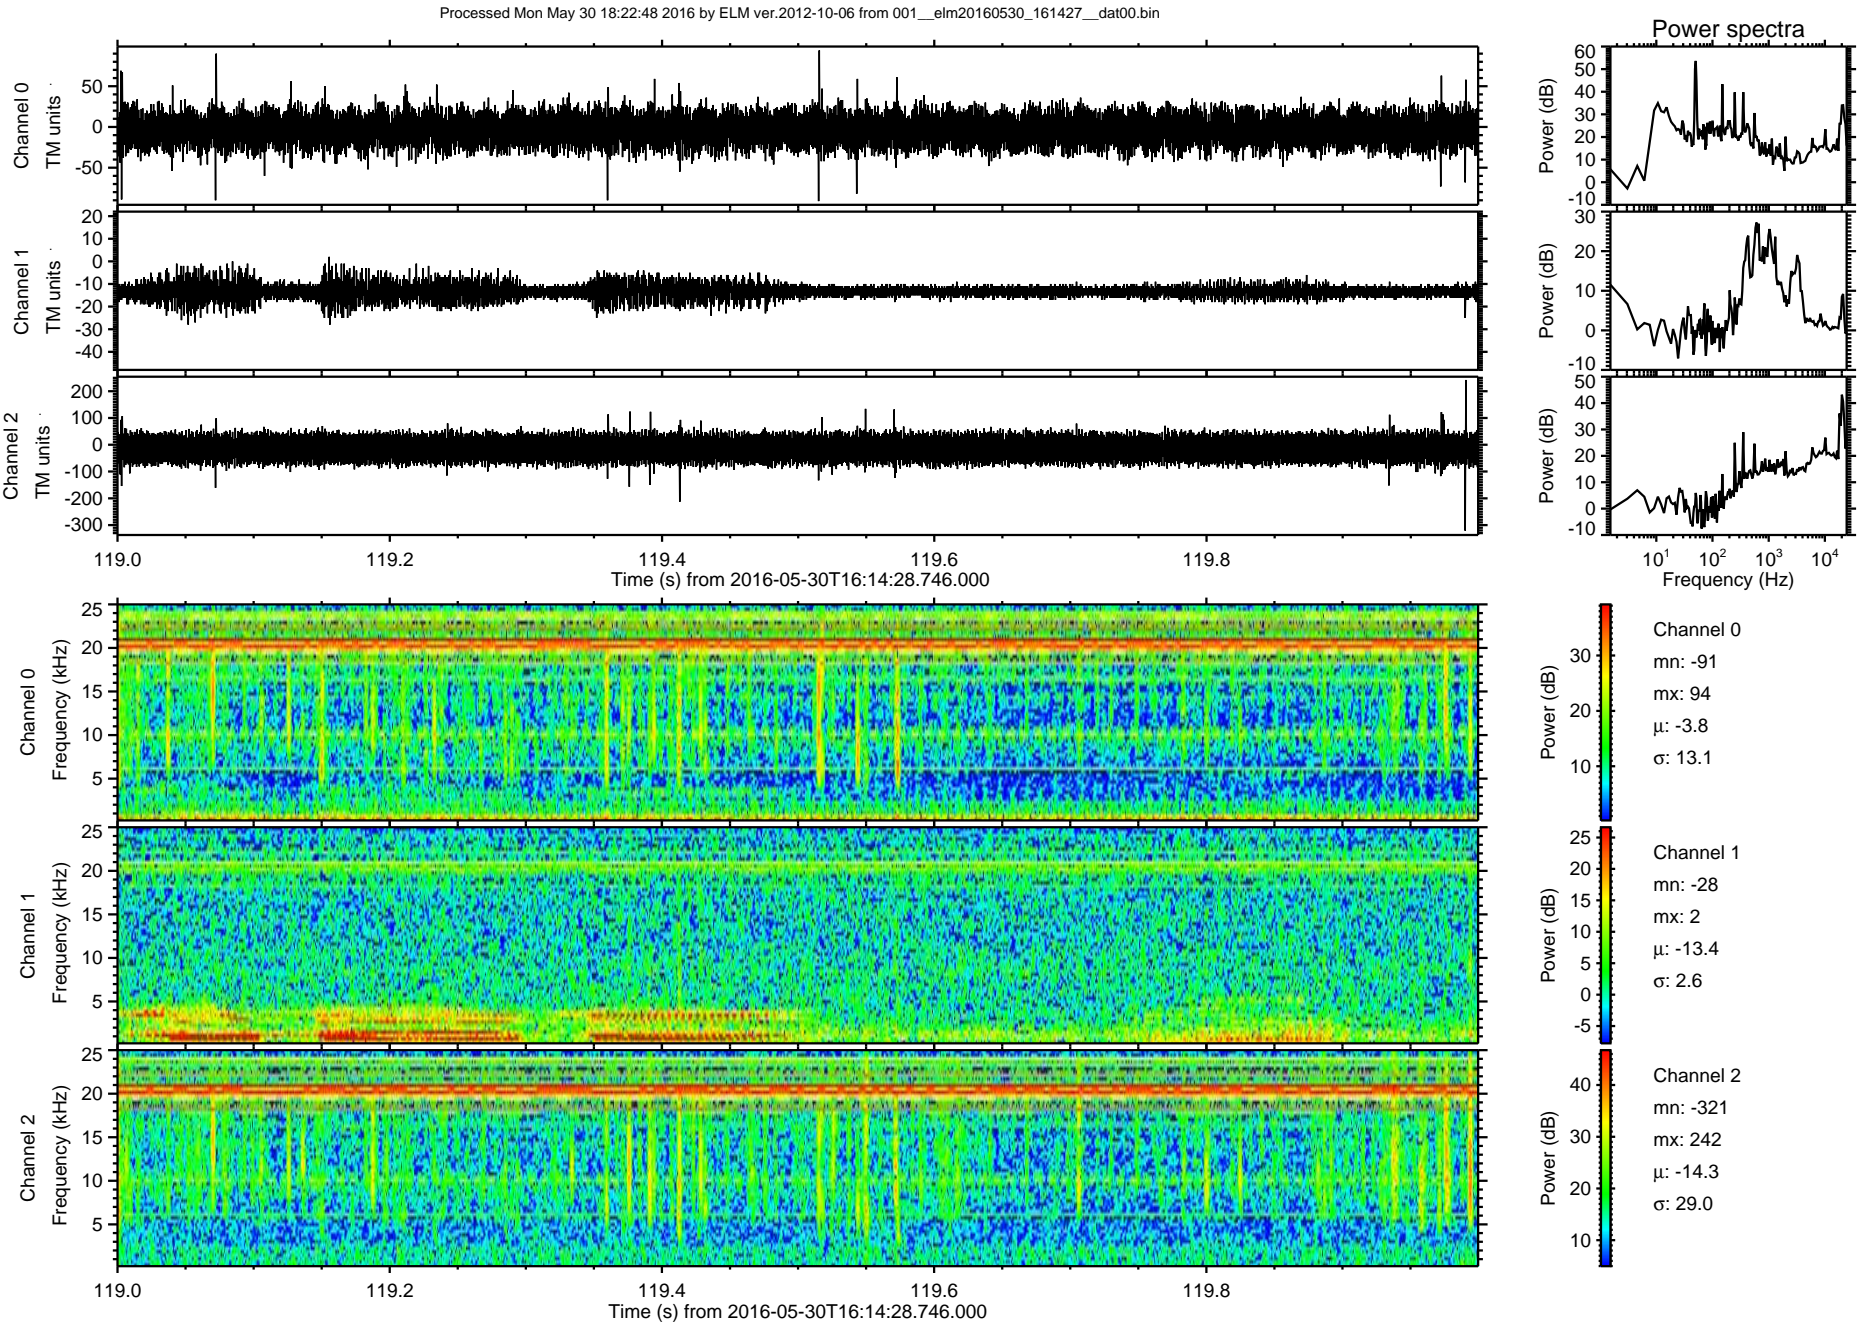 Processed Mon May 30 18:22:48 2016 by ELM ver.2012-10-06 from 001__elm20160530_161427__dat00.bin
Power spectra
Channel 0
TM units
50
0
-50
Power (dB)
60
50
40
30
20
10
0
-10
Channel 1
TM units
20
10
0
-10
-20
-30
-40
Power (dB)
30
20
10
0
-10
Channel 2
TM units
200
100
0
-100
-200
-300
Power (dB)
50
40
30
20
10
0
-10
119.0 119.2 119.4 119.6 119.8
Time (s) from 2016-05-30T16:14:28.746.000
10¹ 10² 10³ 10⁴
Frequency (Hz)
Channel 0
Frequency (kHz)
25
20
15
10
5
Power (dB)
30
20
10
Channel 0
mn: -91
mx: 94
μ: -3.8
σ: 13.1
Channel 1
Frequency (kHz)
25
20
15
10
5
Power (dB)
25
20
15
10
5
0
-5
Channel 1
mn: -28
mx: 2
μ: -13.4
σ: 2.6
Channel 2
Frequency (kHz)
25
20
15
10
5
Power (dB)
40
30
20
10
Channel 2
mn: -321
mx: 242
μ: -14.3
σ: 29.0
119.0 119.2 119.4 119.6 119.8
Time (s) from 2016-05-30T16:14:28.746.000